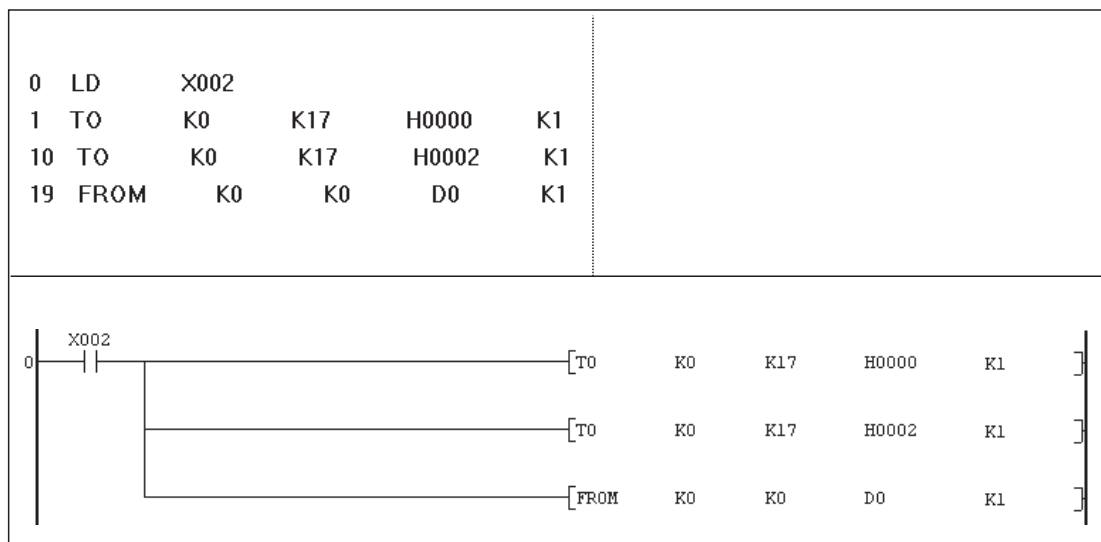 0 LD X002
1 TO K0 K17 H0000 K1
10 TO K0 K17 H0002 K1
19 FROM K0 K0 D0 K1
X002
0 TO K0 K17 H0000 K1
TO K0 K17 H0002 K1
FROM K0 K0 D0 K1